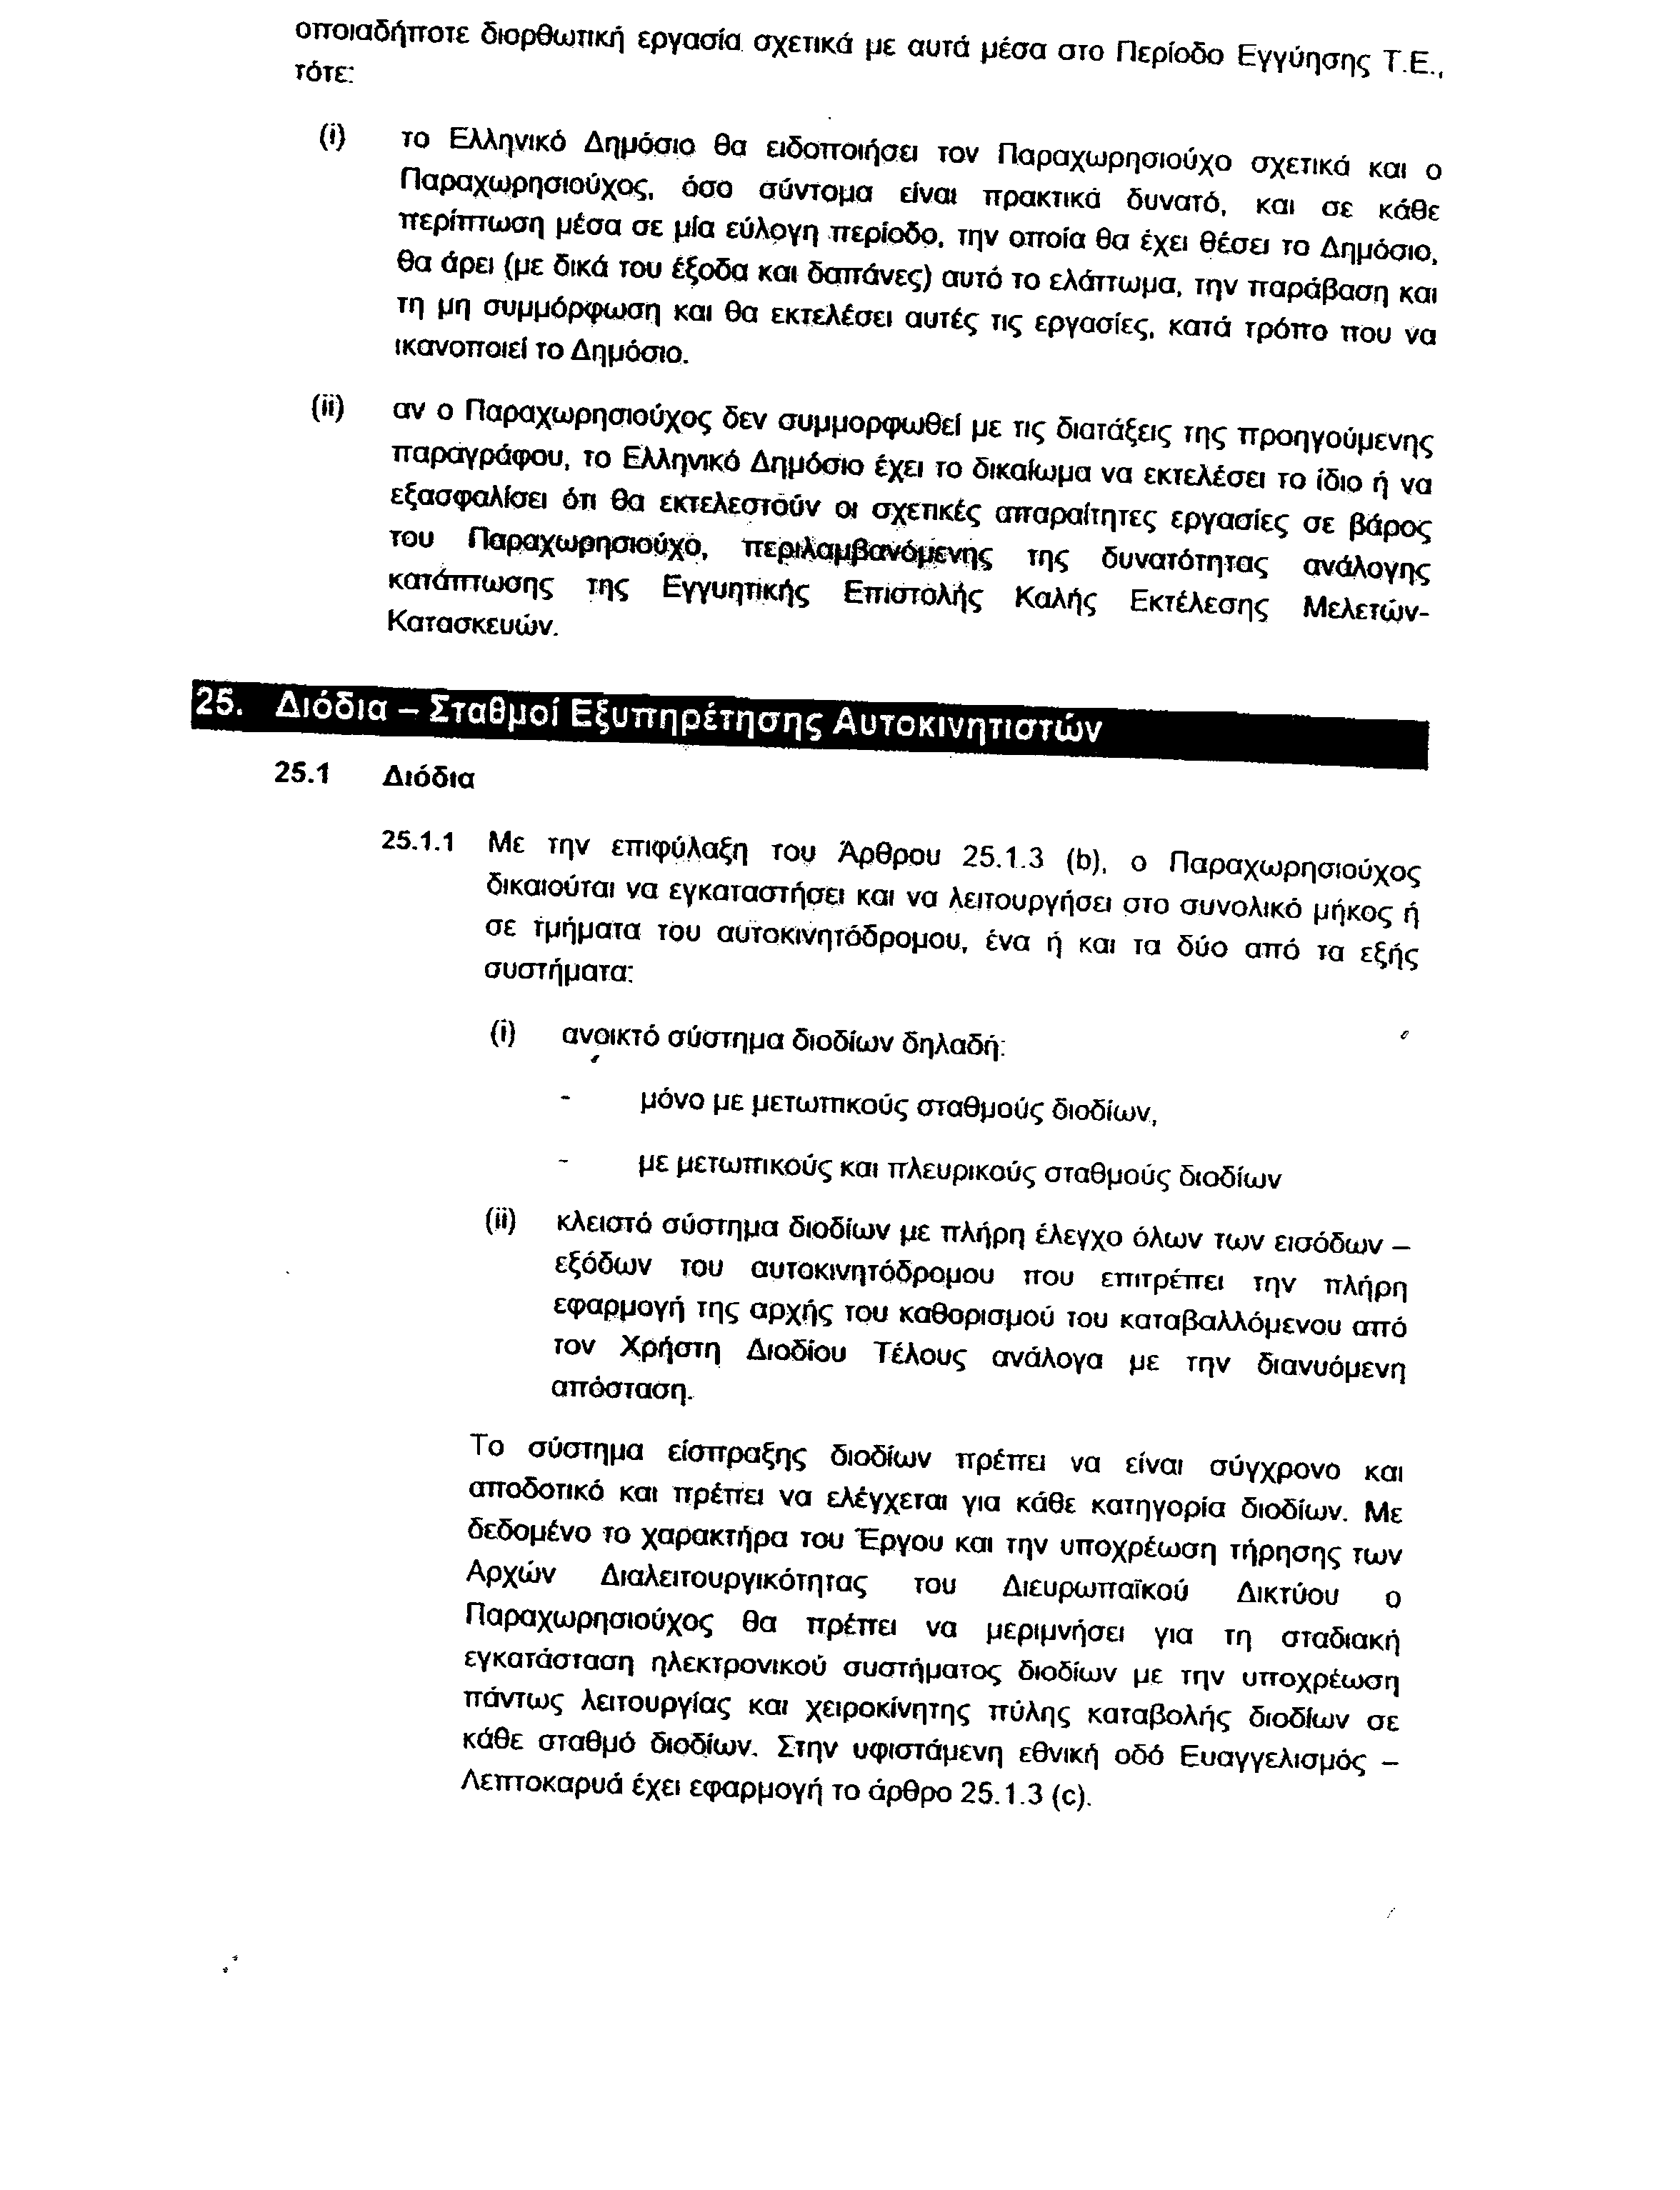 οποιαδήποτε διορθωτική εργασία σχετικά με αυτά μέσα στο Περίοδο Εγγύησης Τ.Ε.,
τότε:
(i) το Ελληνικό Δημόσιο θα ειδοποιήσει τον Παραχωρησιούχο σχετικά και ο
Παραχωρησιούχος, όσο σύντομα είναι πρακτικά δυνατό, και σε κάθε
περίπτωση μέσα σε μία εύλογη περίοδο, την οποία θα έχει θέσει το Δημόσιο,
θα άρει (με δικά του έξοδα και δαπάνες) αυτό το ελάττωμα, την παράβαση και
τη μη συμμόρφωση και θα εκτελέσει αυτές τις εργασίες, κατά τρόπο που να
ικανοποιεί το Δημόσιο.
(ii) αν ο Παραχωρησιούχος δεν συμμορφωθεί με τις διατάξεις της προηγούμενης
παραγράφου, το Ελληνικό Δημόσιο έχει το δικαίωμα να εκτελέσει το ίδιο ή να
εξασφαλίσει ότι θα εκτελεστούν οι σχετικές απαραίτητες εργασίες σε βάρος
του Παραχωρησιούχο, περιλαμβανόμενης της δυνατότητας ανάλογης
κατάπτωσης της Εγγυητικής Επιστολής Καλής Εκτέλεσης Μελετών-
Κατασκευών.
25. Διόδια – Σταθμοί Εξυπηρέτησης Αυτοκινητιστών
25.1 Διόδια
25.1.1 Με την επιφύλαξη του Άρθρου 25.1.3 (b), ο Παραχωρησιούχος
δικαιούται να εγκαταστήσει και να λειτουργήσει στο συνολικό μήκος ή
σε τμήματα του αυτοκινητόδρομου, ένα ή και τα δύο από τα εξής
συστήματα:
(i) ανοικτό σύστημα διοδίων δηλαδή:
- μόνο με μετωπικούς σταθμούς διοδίων,
- με μετωπικούς και πλευρικούς σταθμούς διοδίων
(ii) κλειστό σύστημα διοδίων με πλήρη έλεγχο όλων των εισόδων –
εξόδων του αυτοκινητόδρομου που επιτρέπει την πλήρη
εφαρμογή της αρχής του καθορισμού του καταβαλλόμενου από
τον Χρήστη Διοδίου Τέλους ανάλογα με την διανυόμενη
απόσταση.
Το σύστημα είσπραξης διοδίων πρέπει να είναι σύγχρονο και
αποδοτικό και πρέπει να ελέγχεται για κάθε κατηγορία διοδίων. Με
δεδομένο το χαρακτήρα του Έργου και την υποχρέωση τήρησης των
Αρχών Διαλειτουργικότητας του Διευρωπαϊκού Δικτύου ο
Παραχωρησιούχος θα πρέπει να μεριμνήσει για τη σταδιακή
εγκατάσταση ηλεκτρονικού συστήματος διοδίων με την υποχρέωση
πάντως λειτουργίας και χειροκίνητης πύλης καταβολής διοδίων σε
κάθε σταθμό διοδίων. Στην υφιστάμενη εθνική οδό Ευαγγελισμός –
Λεπτοκαρυά έχει εφαρμογή το άρθρο 25.1.3 (c).